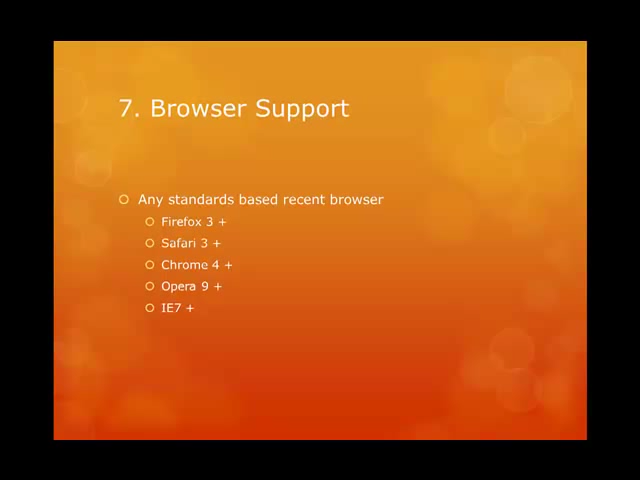 7. Browser Support
Any standards based recent browser
Firefox 3 +
Safari 3 +
Chrome 4 +
Opera 9 +
IE7 +